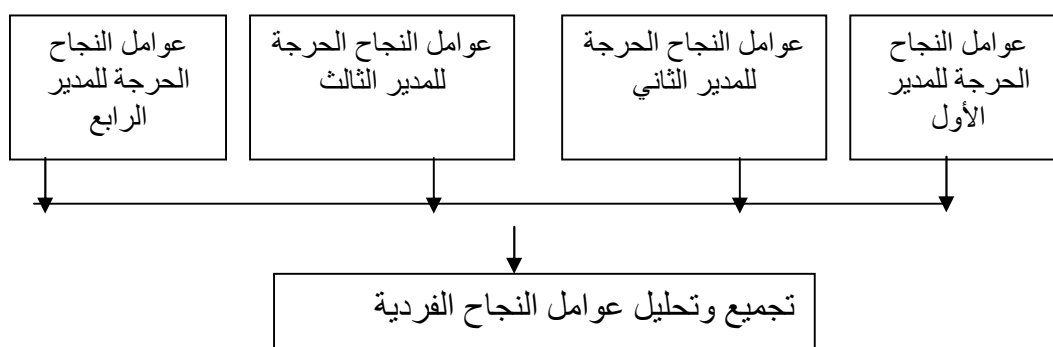 عوامل النجاح
الحرجة للمدير
الأول
عوامل النجاح الحرجة
للمدير الثاني
عوامل النجاح الحرجة
للمدير الثالث
عوامل النجاح
الحرجة للمدير
الرابع
تجميع وتحليل عوامل النجاح الفردية